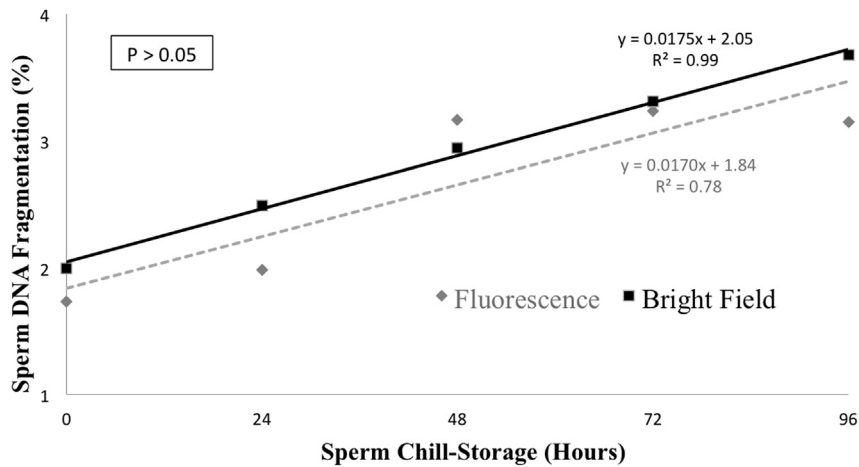 4
P > 0.05
y = 0.0175x + 2.05
R² = 0.99
3
y = 0.0170x + 1.84
R² = 0.78
2
Fluorescence
Bright Field
1
0
24
48
72
96
Sperm DNA Fragmentation (%)
Sperm Chill-Storage (Hours)